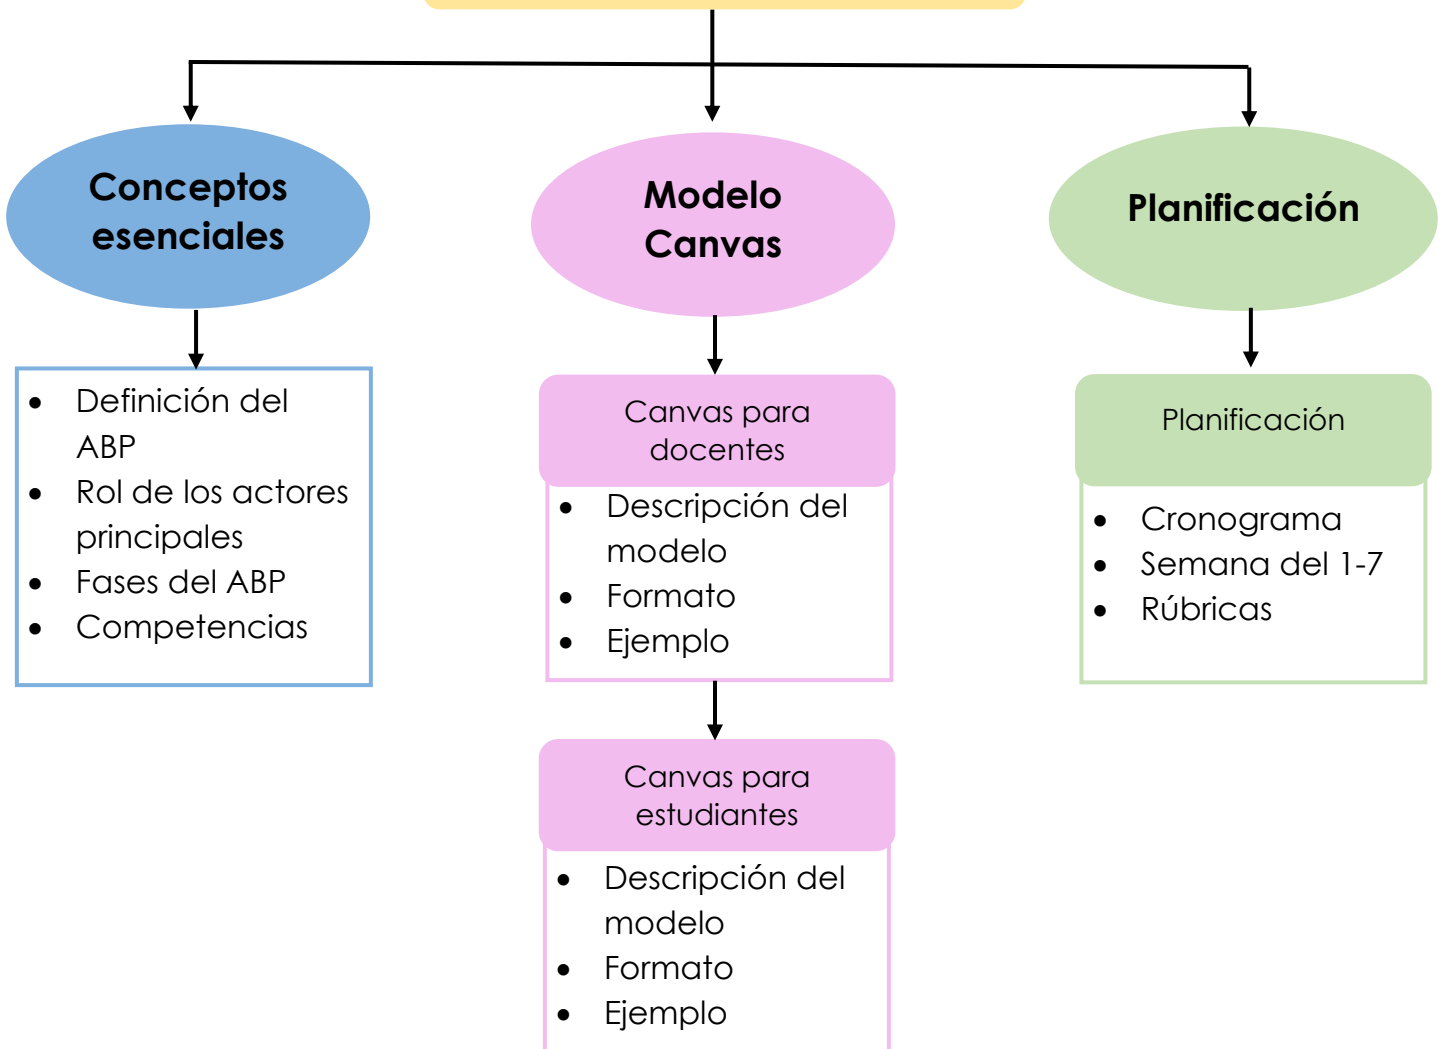 Conceptos
esenciales
Definición del
ABP
Rol de los actores
principales
Fases del ABP
Competencias
Modelo
Canvas
Canvas para
docentes
Descripción del
modelo
Formato
Ejemplo
Canvas para
estudiantes
Descripción del
modelo
Formato
Ejemplo
Planificación
Planificación
Cronograma
Semana del 1-7
Rúbricas